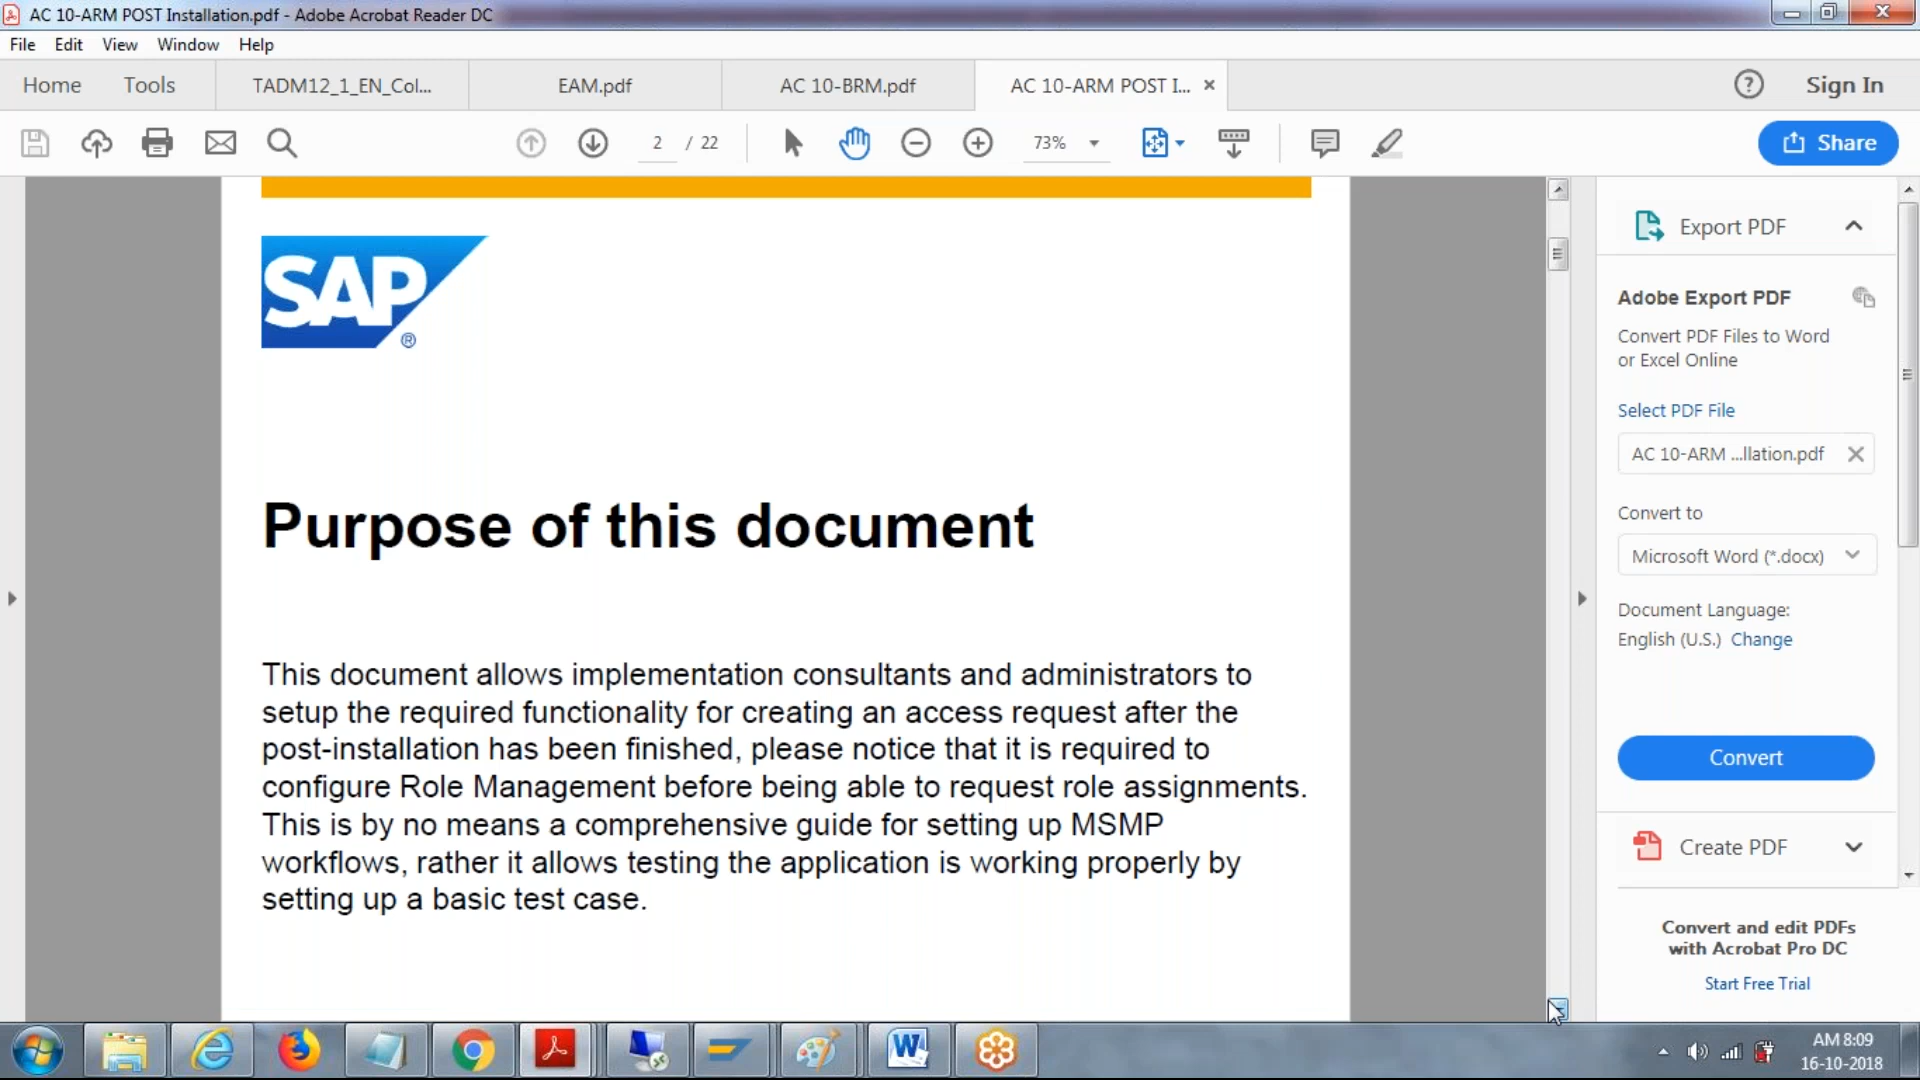 AC 10-ARM POST Installation.pdf - Adobe Acrobat Reader DC
File Edit View Window Help
Home Tools TADM12_1_EN_Col... EAM.pdf AC 10-BRM.pdf AC 10-ARM POST I... Sign In
2 / 22 73% Share
SAP
®
Purpose of this document
This document allows implementation consultants and administrators to
setup the required functionality for creating an access request after the
post-installation has been finished, please notice that it is required to
configure Role Management before being able to request role assignments.
This is by no means a comprehensive guide for setting up MSMP
workflows, rather it allows testing the application is working properly by
setting up a basic test case.
Export PDF
Adobe Export PDF
Convert PDF Files to Word
or Excel Online
Select PDF File
AC 10-ARM ...llation.pdf
Convert to
Microsoft Word (*.docx)
Document Language:
English (U.S.) Change
Convert
Create PDF
Convert and edit PDFs
with Acrobat Pro DC
Start Free Trial
AM 8:09
16-10-2018